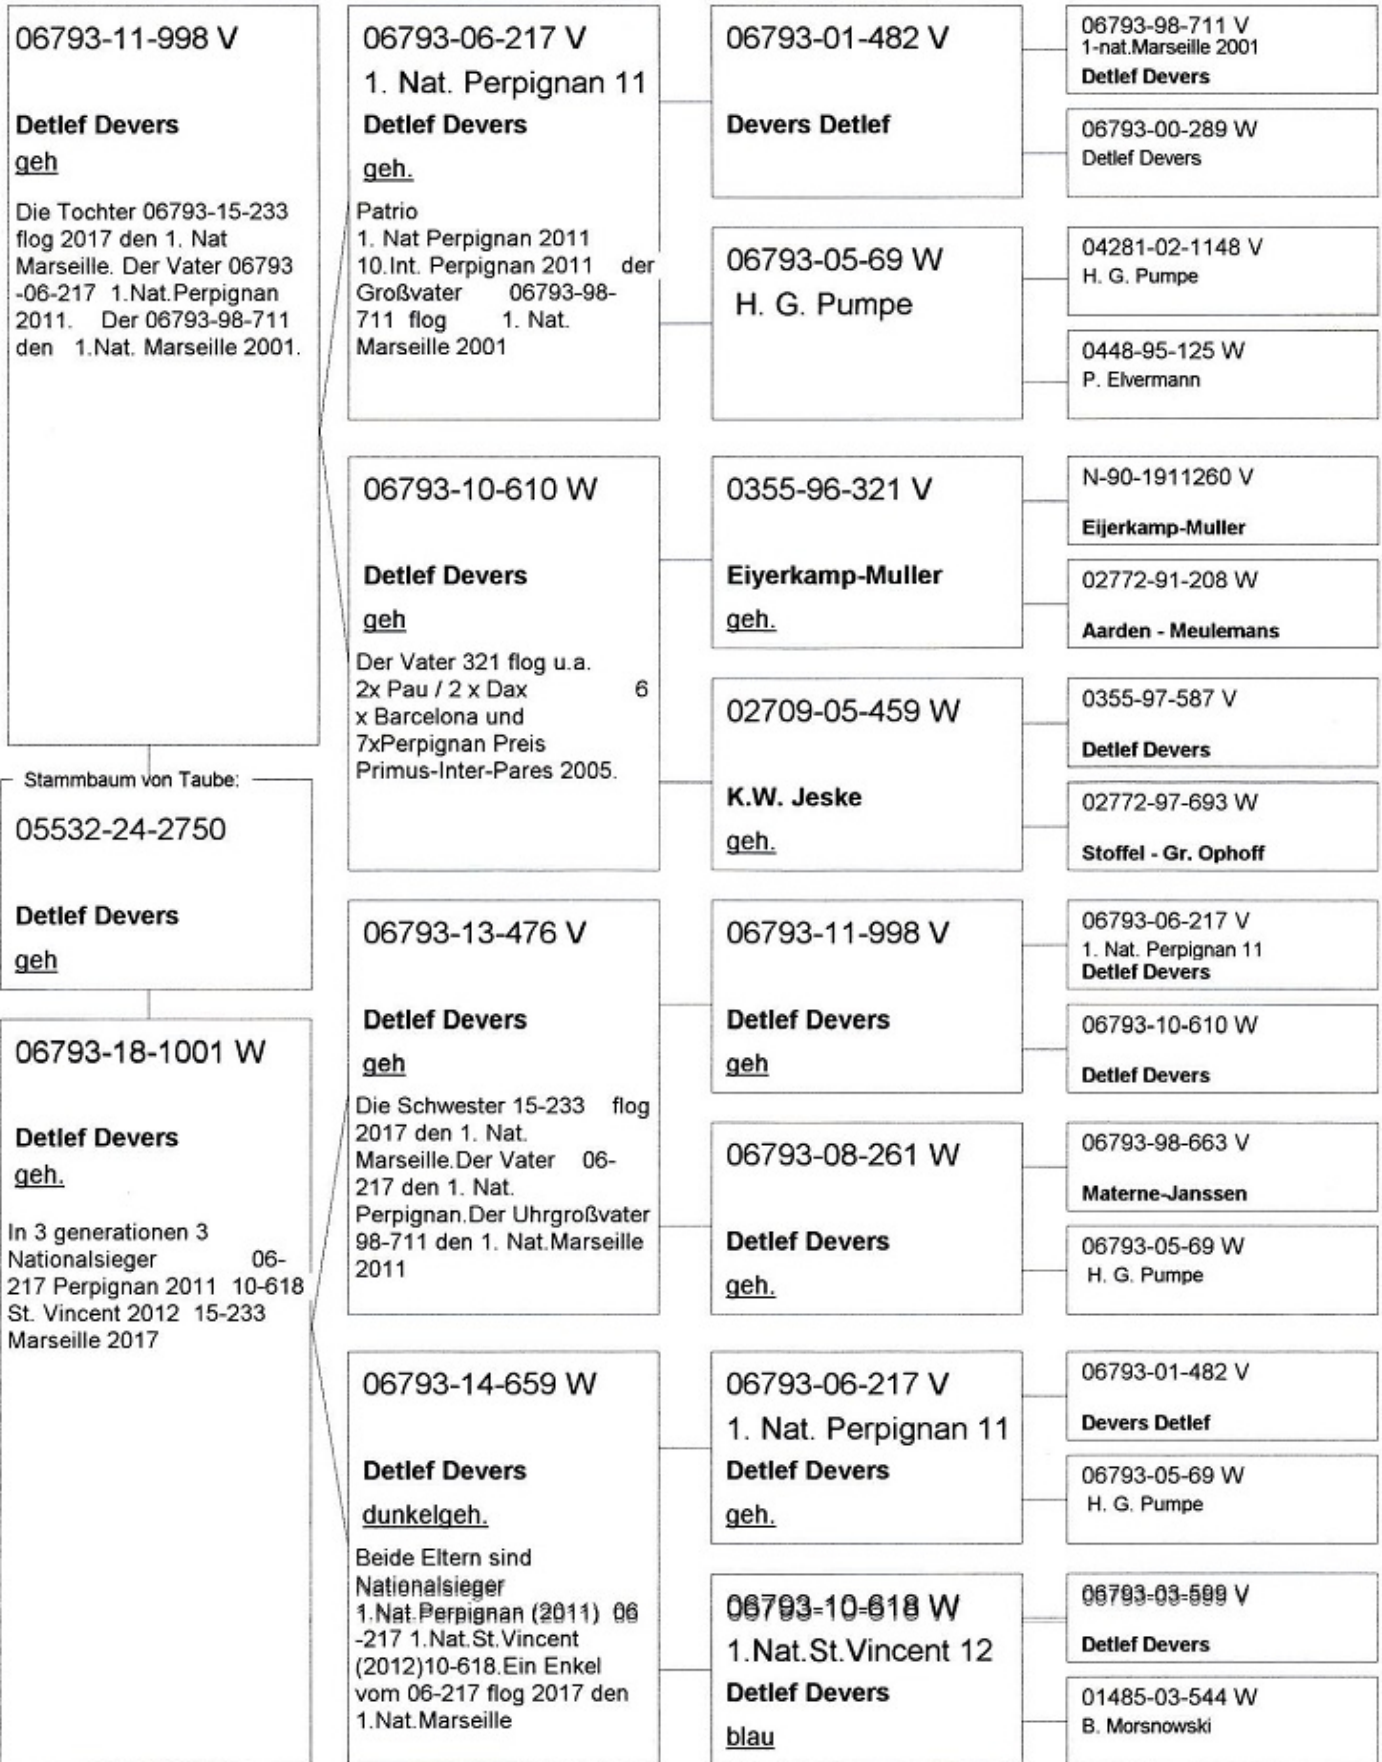 06793-11-998 V
Detlef Devers
geh
Die Tochter 06793-15-233
flog 2017 den 1. Nat
Marseille. Der Vater 06793
-06-217 1.Nat.Perpignan
2011. Der 06793-98-711
den 1.Nat. Marseille 2001.
Stammbaum von Taube:
05532-24-2750
Detlef Devers
geh
06793-18-1001 W
Detlef Devers
geh.
In 3 generationen 3
Nationalsieger 06-
217 Perpignan 2011 10-618
St. Vincent 2012 15-233
Marseille 2017
06793-06-217 V
1. Nat. Perpignan 11
Detlef Devers
geh.
Patrio
1. Nat Perpignan 2011
10.Int. Perpignan 2011 der
Großvater 06793-98-
711 flog 1. Nat.
Marseille 2001
06793-10-610 W
Detlef Devers
geh
Der Vater 321 flog u.a.
2x Pau / 2 x Dax 6
x Barcelona und
7xPerpignan Preis
Primus-Inter-Pares 2005.
06793-13-476 V
Detlef Devers
geh
Die Schwester 15-233 flog
2017 den 1. Nat.
Marseille.Der Vater 06-
217 den 1. Nat.
Perpignan.Der Uhrgroßvater
98-711 den 1. Nat.Marseille
2011
06793-14-659 W
Detlef Devers
dunkelgeh.
Beide Eltern sind
Nationalsieger
1.Nat.Perpignan (2011) 06
-217 1.Nat.St.Vincent
(2012)10-618.Ein Enkel
vom 06-217 flog 2017 den
1.Nat.Marseille
06793-01-482 V
Devers Detlef
06793-05-69 W
H. G. Pumpe
0355-96-321 V
Eiyerkamp-Muller
geh.
02709-05-459 W
K.W. Jeske
geh.
06793-11-998 V
Detlef Devers
geh
06793-08-261 W
Detlef Devers
geh.
06793-06-217 V
1. Nat. Perpignan 11
Detlef Devers
geh.
06793-10-618 W
1.Nat.St.Vincent 12
Detlef Devers
blau
06793-98-711 V
1-nat.Marseille 2001
Detlef Devers
06793-00-289 W
Detlef Devers
04281-02-1148 V
H. G. Pumpe
0448-95-125 W
P. Elvermann
N-90-1911260 V
Eijerkamp-Muller
02772-91-208 W
Aarden - Meulemans
0355-97-587 V
Detlef Devers
02772-97-693 W
Stoffel - Gr. Ophoff
06793-06-217 V
1. Nat. Perpignan 11
Detlef Devers
06793-10-610 W
Detlef Devers
06793-98-663 V
Materne-Janssen
06793-05-69 W
H. G. Pumpe
06793-01-482 V
Devers Detlef
06793-05-69 W
H. G. Pumpe
06793-03-599 V
Detlef Devers
01485-03-544 W
B. Morsnowski